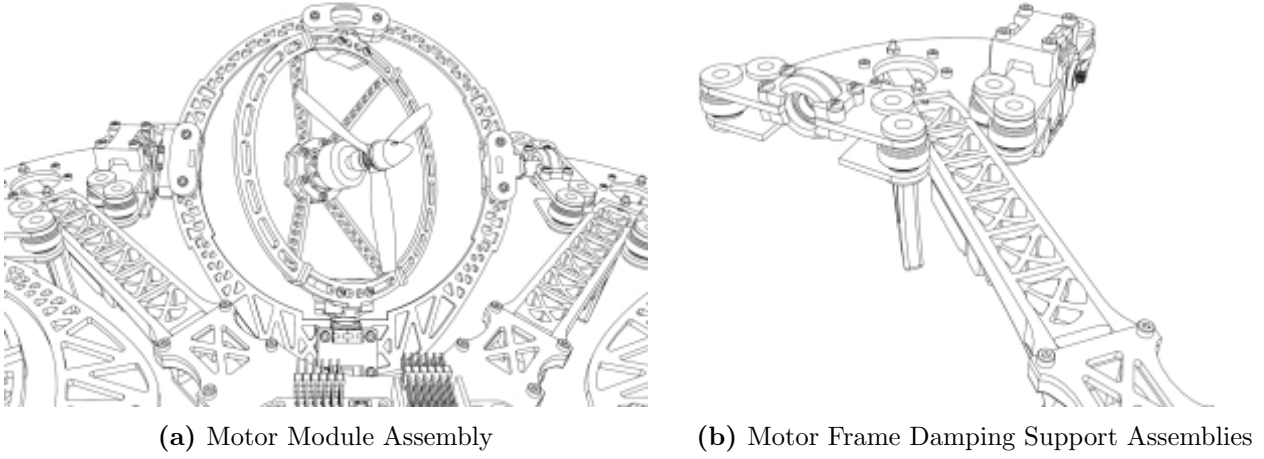 (a) Motor Module Assembly
(b) Motor Frame Damping Support Assemblies